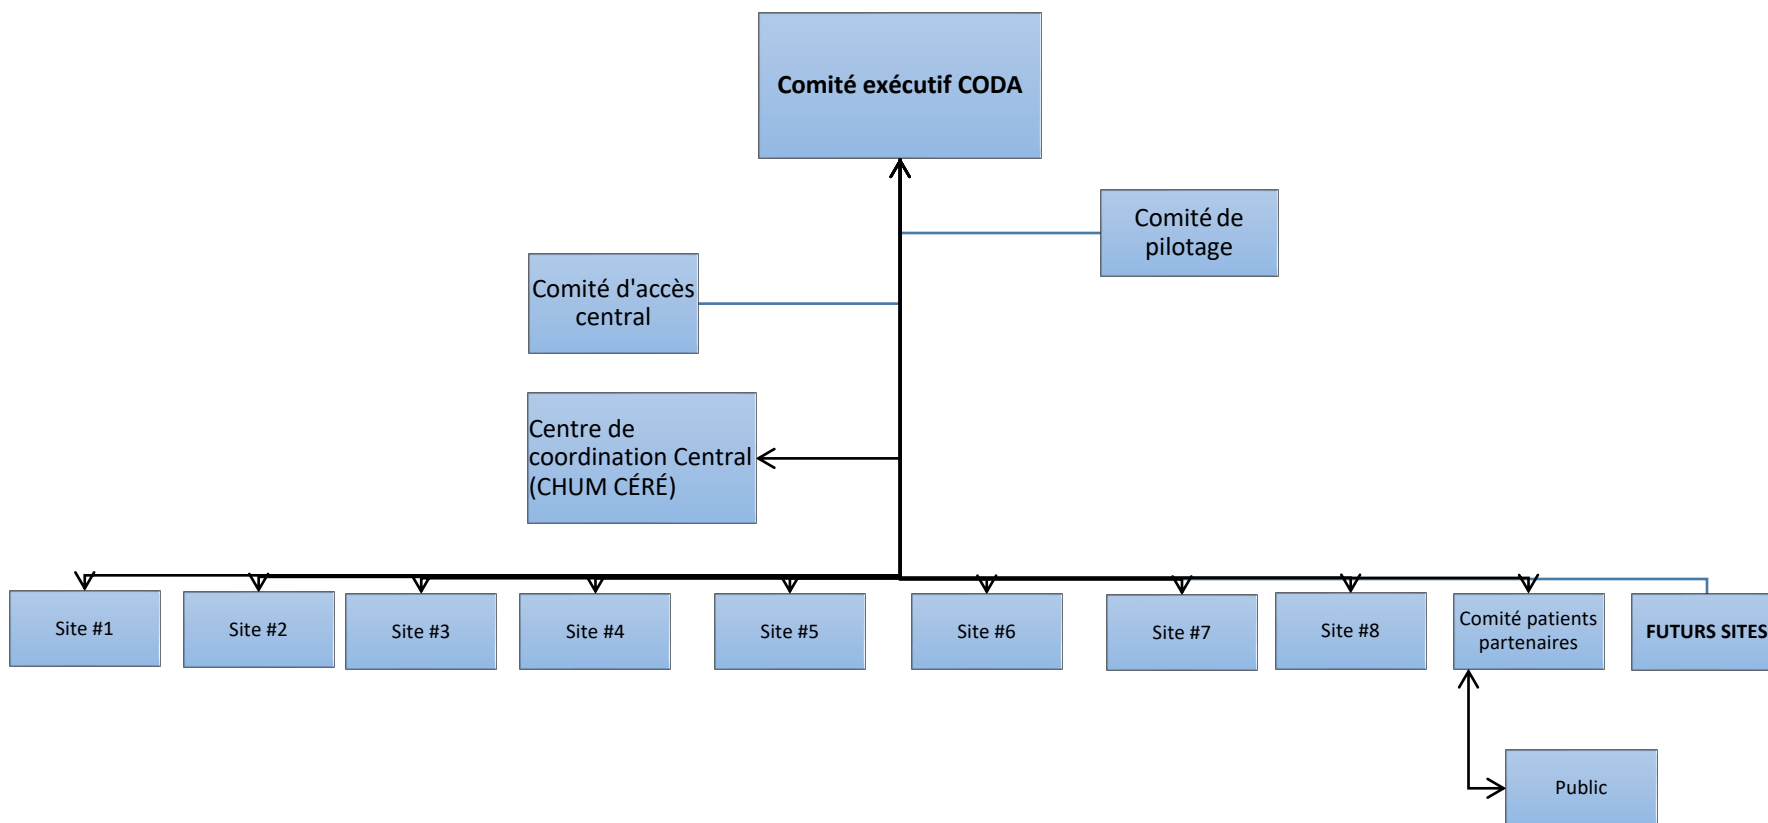 Comité exécutif CODA
Comité de
pilotage
Comité d'accès
central
Centre de
coordination Central
(CHUM CÉRÉ)
Site #1
Site #2
Site #3
Site #4
Site #5
Site #6
Site #7
Site #8
Comité patients
partenaires
FUTURS SITES
Public